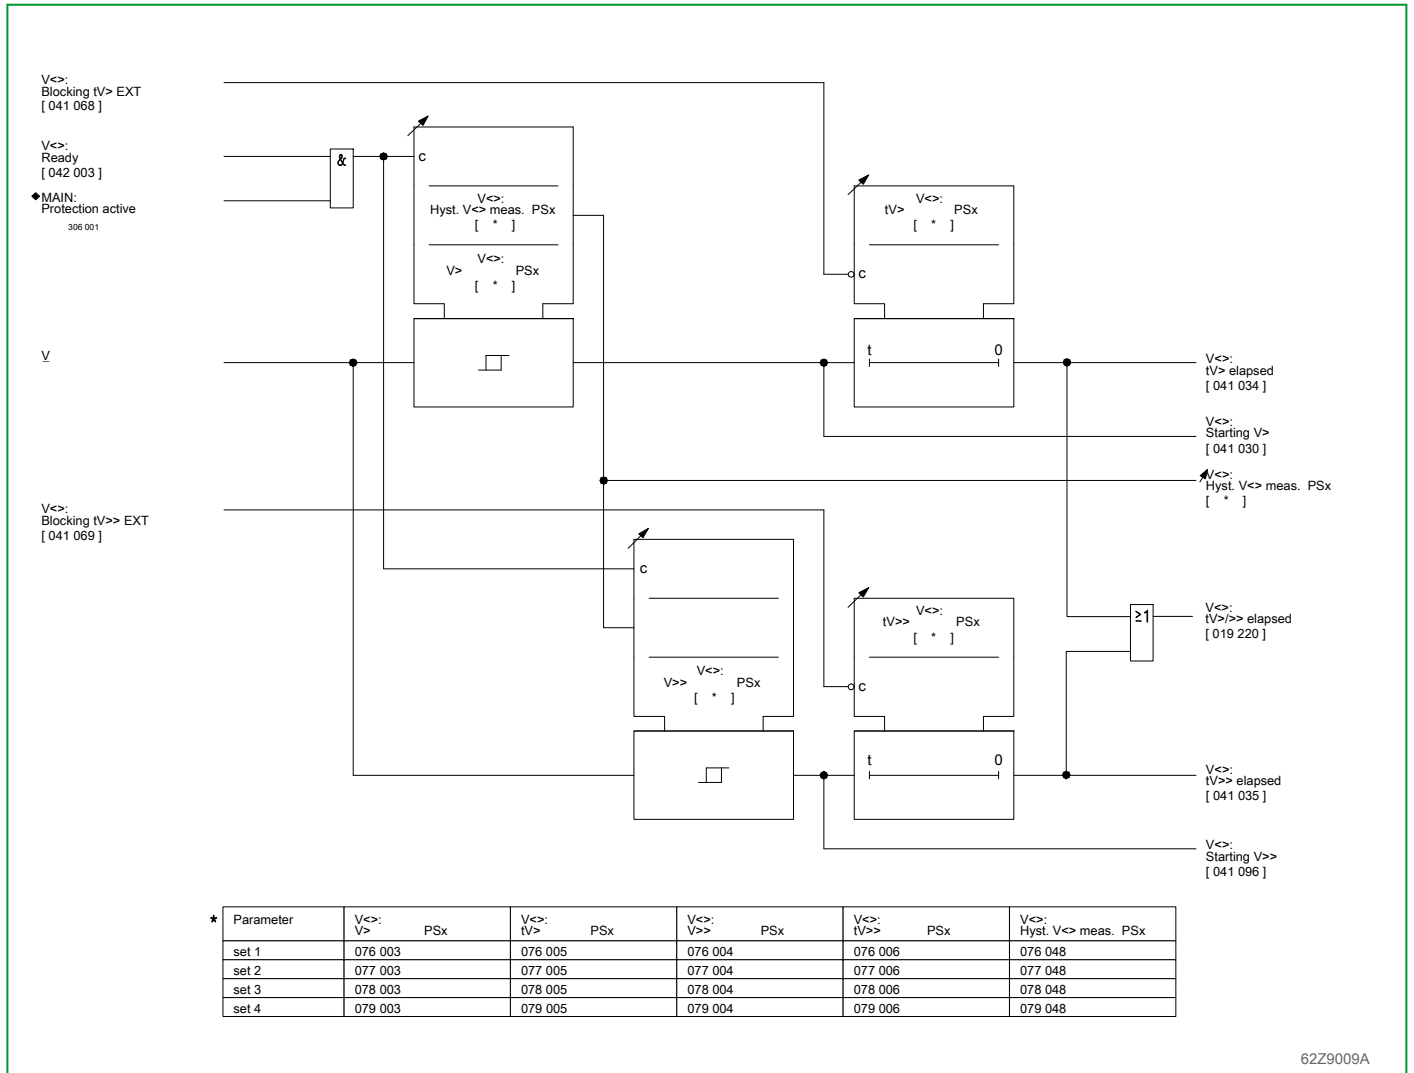 V<>:
Blocking tV> EXT
[ 041 068 ]
V<>:
Ready
[ 042 003 ]
MAIN:
Protection active
306 001
&
c
V<>:
Hyst. V<> meas. PSx
[ * ]
V<>:
V> PSx
[ * ]
V<>:
tV> PSx
[ * ]
c
V
t 0
V<>:
tV> elapsed
[ 041 034 ]
V<>:
Starting V>
[ 041 030 ]
V<>:
Hyst. V<> meas. PSx
[ * ]
V<>:
Blocking tV>> EXT
[ 041 069 ]
c
V<>:
V>> PSx
[ * ]
V<>:
tV>> PSx
[ * ]
c
≥1
V<>:
tV>/>> elapsed
[ 019 220 ]
t 0
V<>:
tV>> elapsed
[ 041 035 ]
V<>:
Starting V>>
[ 041 096 ]
* Parameter V<>: V> PSx V<>: tV> PSx V<>: V>> PSx V<>: tV>> PSx V<>: Hyst. V<> meas. PSx
set 1 076 003 076 005 076 004 076 006 076 048
set 2 077 003 077 005 077 004 077 006 077 048
set 3 078 003 078 005 078 004 078 006 078 048
set 4 079 003 079 005 079 004 079 006 079 048
62Z9009A